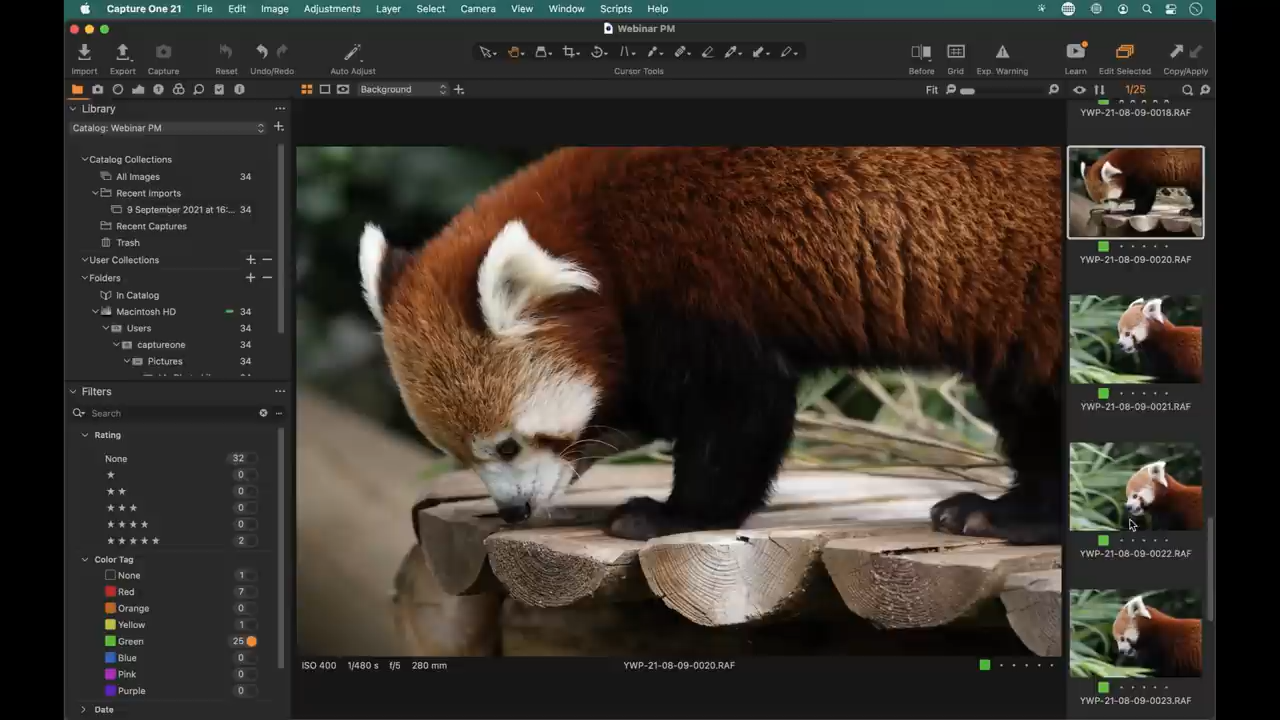 Capture One 21 File Edit Image Adjustments Layer Select Camera View Window Scripts Help
Webinar PM
Import Export Capture Reset Undo/Redo Auto Adjust Cursor Tools Before Grid Exp. Warning Learn Edit Selected Copy/Apply
Background Fit 1/25
Library
Catalog: Webinar PM
Catalog Collections
All Images 34
Recent Imports
9 September 2021 at 16:... 34
Recent Captures
Trash
User Collections
Folders
In Catalog
Macintosh HD 34
Users 34
captureone 34
Pictures 34
Filters
Search
Rating
None 32
★ 0
★★ 0
★★★ 0
★★★★ 0
★★★★★ 2
Color Tag
None 1
Red 7
Orange 0
Yellow 1
Green 25
Blue 0
Pink 0
Purple 0
Date
ISO 400 1/480 s f/5 280 mm YWP-21-08-09-0020.RAF
YWP-21-08-09-0018.RAF
YWP-21-08-09-0020.RAF
YWP-21-08-09-0021.RAF
YWP-21-08-09-0022.RAF
YWP-21-08-09-0023.RAF